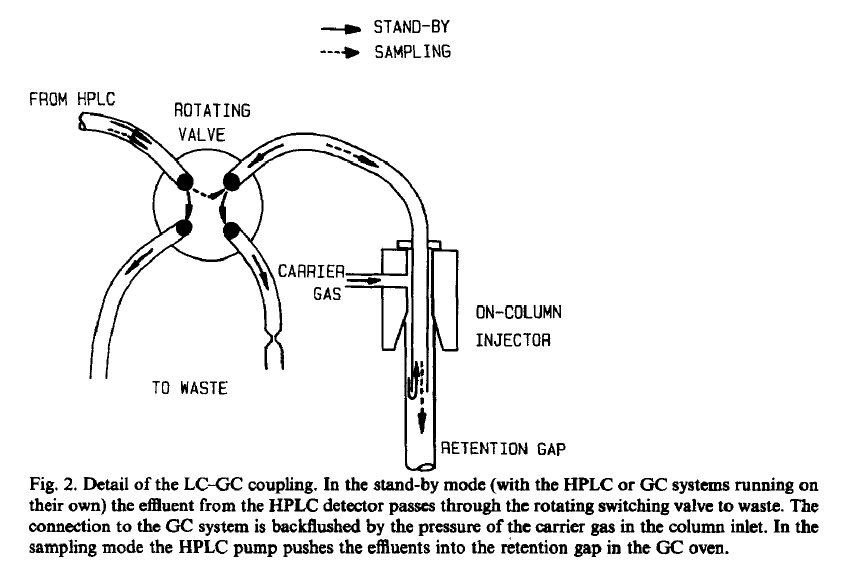 STAND-BY
SAMPLING
FROM HPLC
ROTATING
VALVE
CARRIER
GAS
ON-COLUMN
INJECTOR
TO WASTE
RETENTION GAP
Fig. 2. Detail of the LC-GC coupling. In the stand-by mode (with the HPLC or GC systems running on
their own) the effluent from the HPLC detector passes through the rotating switching valve to waste. The
connection to the GC system is backflushed by the pressure of the carrier gas in the column inlet. In the
sampling mode the HPLC pump pushes the effluents into the retention gap in the GC oven.